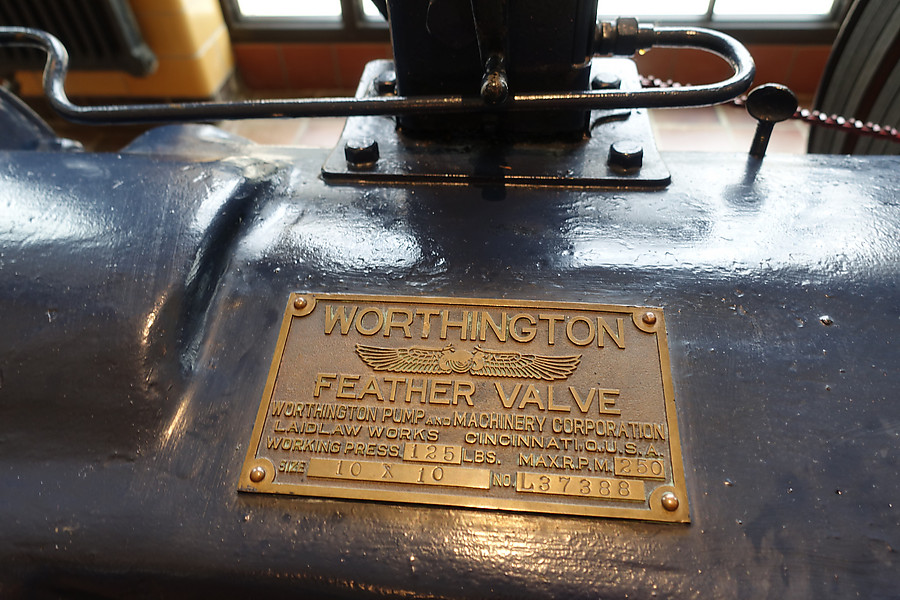 WORTHINGTON
FEATHER VALVE
WORTHINGTON PUMP AND MACHINERY CORPORATION
LAIDLAW WORKS CINCINNATI,O.U.S.A.
WORKING PRESS. 125 LBS. MAX.R.P.M. 250
SIZE 10 X 10 NO. L37388